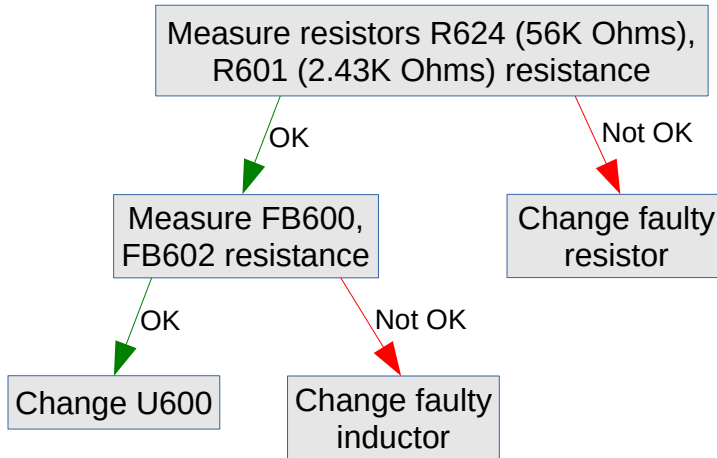 Measure resistors R624 (56K Ohms),
R601 (2.43K Ohms) resistance
OK
Not OK
Measure FB600,
FB602 resistance
Change faulty
resistor
OK
Not OK
Change U600
Change faulty
inductor